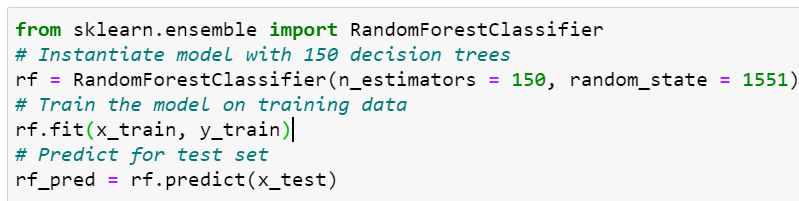 from sklearn.ensemble import RandomForestClassifier
# Instantiate model with 150 decision trees
rf = RandomForestClassifier(n_estimators = 150, random_state = 1551)
# Train the model on training data
rf.fit(x_train, y_train)
# Predict for test set
rf_pred = rf.predict(x_test)